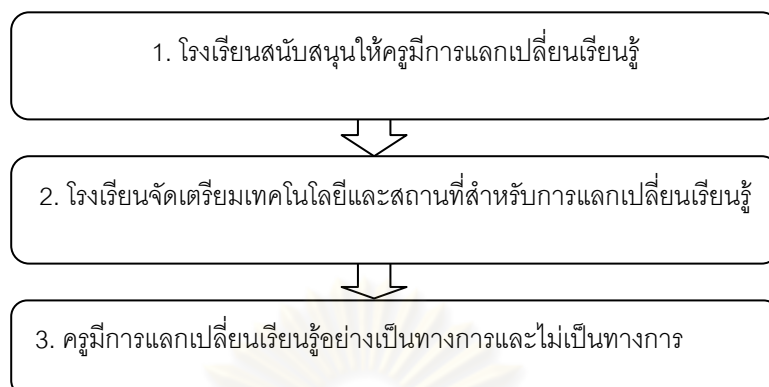 1. โรงเรียนสนับสนุนให้ครูมีการแลกเปลี่ยนเรียนรู้
2. โรงเรียนจัดเตรียมเทคโนโลยีและสถานที่สำหรับการแลกเปลี่ยนเรียนรู้
3. ครูมีการแลกเปลี่ยนเรียนรู้อย่างเป็นทางการและไม่เป็นทางการ